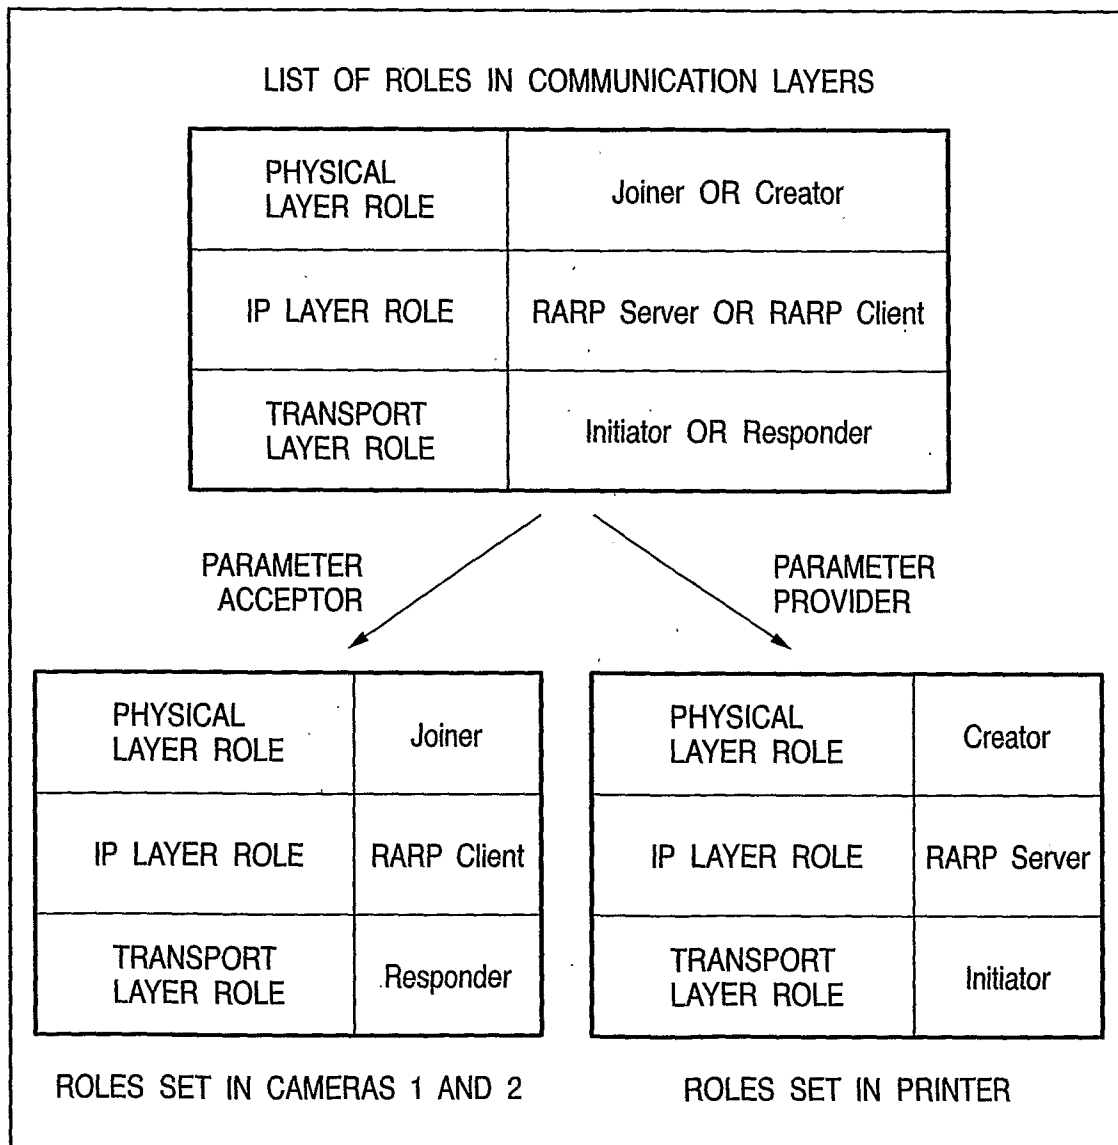 LIST OF ROLES IN COMMUNICATION LAYERS
PHYSICAL
LAYER ROLE
Joiner OR Creator
IP LAYER ROLE
RARP Server OR RARP Client
TRANSPORT
LAYER ROLE
Initiator OR Responder
PARAMETER
ACCEPTOR
PARAMETER
PROVIDER
PHYSICAL
LAYER ROLE
Joiner
IP LAYER ROLE
RARP Client
TRANSPORT
LAYER ROLE
Responder
ROLES SET IN CAMERAS 1 AND 2
PHYSICAL
LAYER ROLE
Creator
IP LAYER ROLE
RARP Server
TRANSPORT
LAYER ROLE
Initiator
ROLES SET IN PRINTER